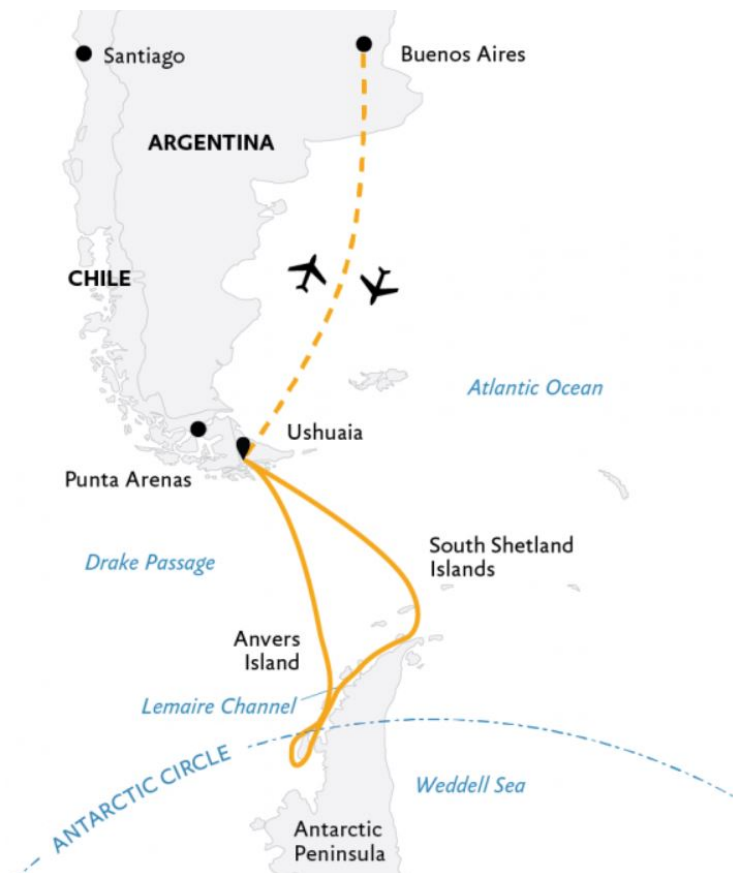 Santiago
Buenos Aires
ARGENTINA
CHILE
Atlantic Ocean
Ushuaia
Punta Arenas
Drake Passage
South Shetland
Islands
Anvers
Island
Lemaire Channel
ANTARCTIC CIRCLE
Weddell Sea
Antarctic
Peninsula